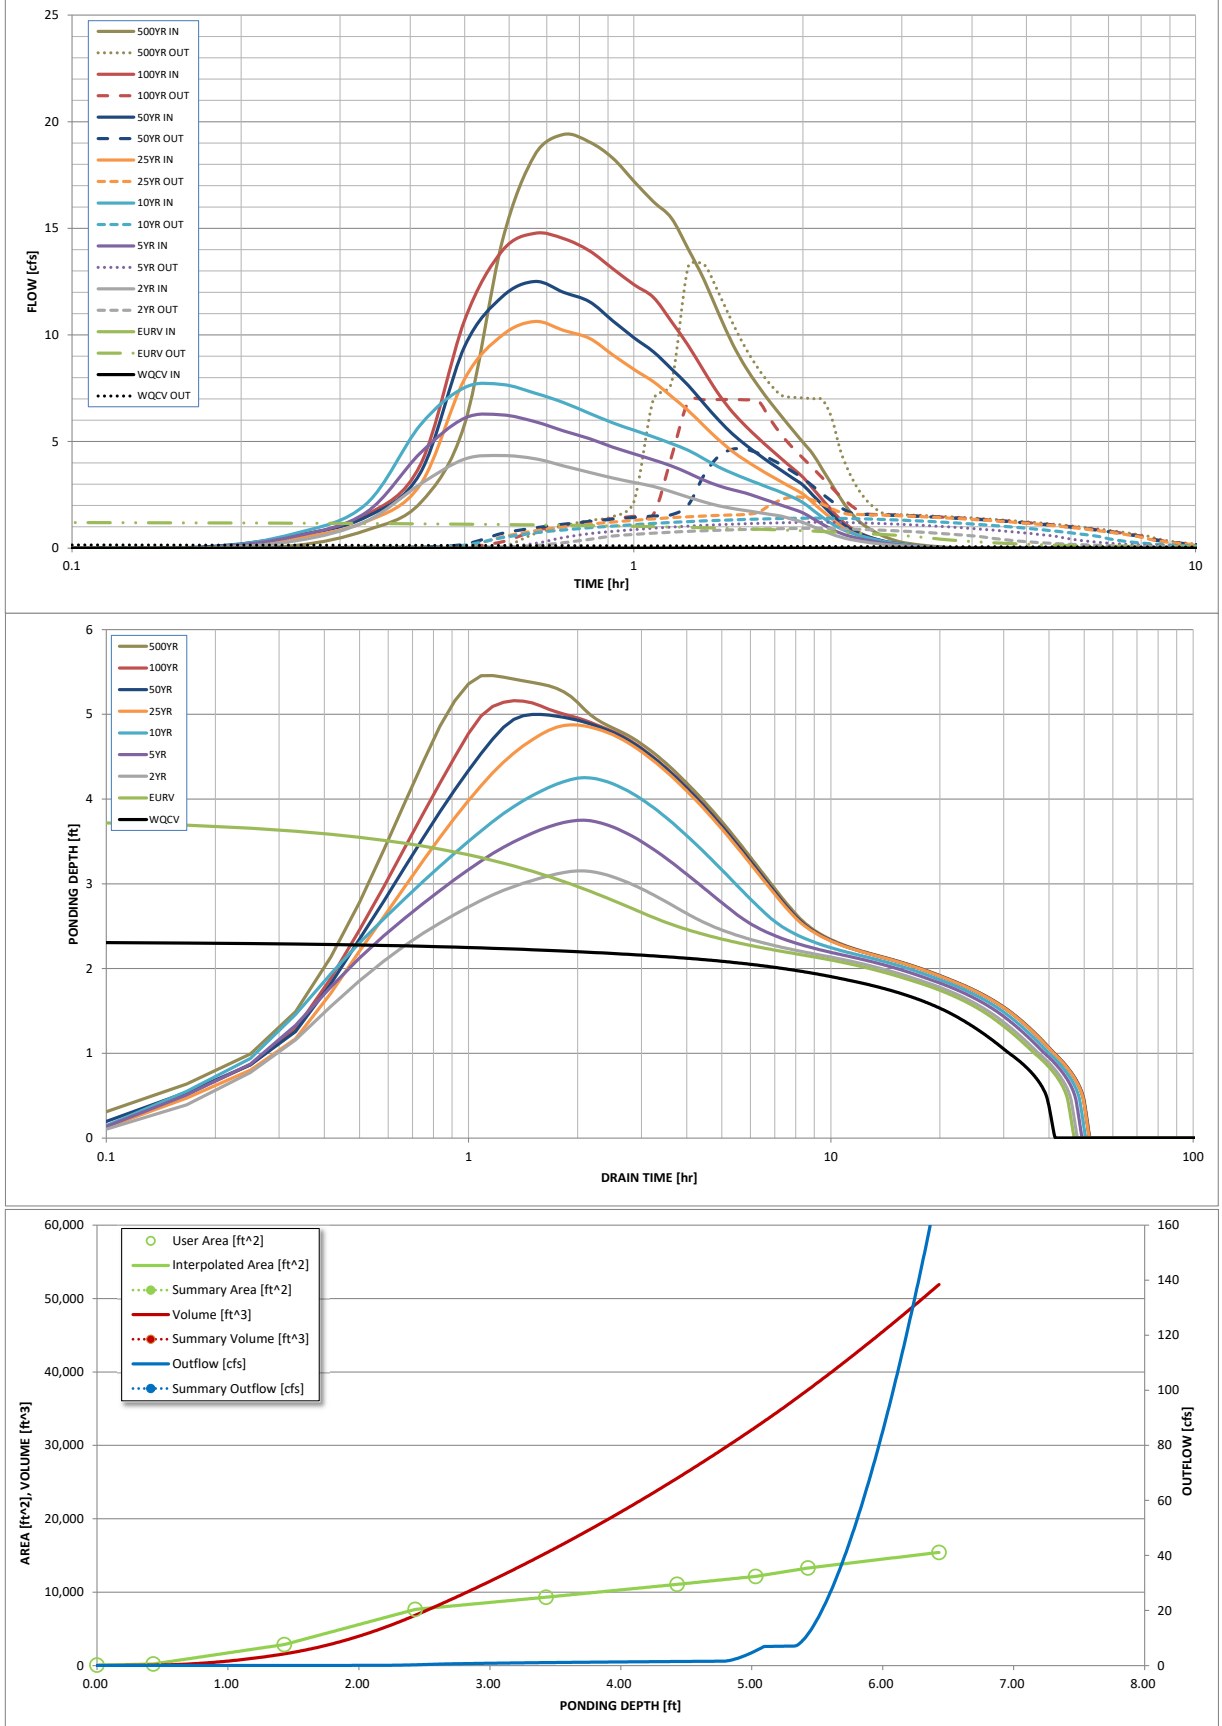 25
20
15
10
5
0
FLOW [cfs]
500YR IN
500YR OUT
100YR IN
100YR OUT
50YR IN
50YR OUT
25YR IN
25YR OUT
10YR IN
10YR OUT
5YR IN
5YR OUT
2YR IN
2YR OUT
EURV IN
EURV OUT
WQCV IN
WQCV OUT
0.1
1
10
TIME [hr]
6
5
4
3
2
1
0
PONDING DEPTH [ft]
500YR
100YR
50YR
25YR
10YR
5YR
2YR
EURV
WQCV
0.1
1
10
100
DRAIN TIME [hr]
60,000
50,000
40,000
30,000
20,000
10,000
0
AREA [ft^2], VOLUME [ft^3]
User Area [ft^2]
Interpolated Area [ft^2]
Summary Area [ft^2]
Volume [ft^3]
Summary Volume [ft^3]
Outflow [cfs]
Summary Outflow [cfs]
160
140
120
100
80
60
40
20
0
OUTFLOW [cfs]
0.00
1.00
2.00
3.00
4.00
5.00
6.00
7.00
8.00
PONDING DEPTH [ft]